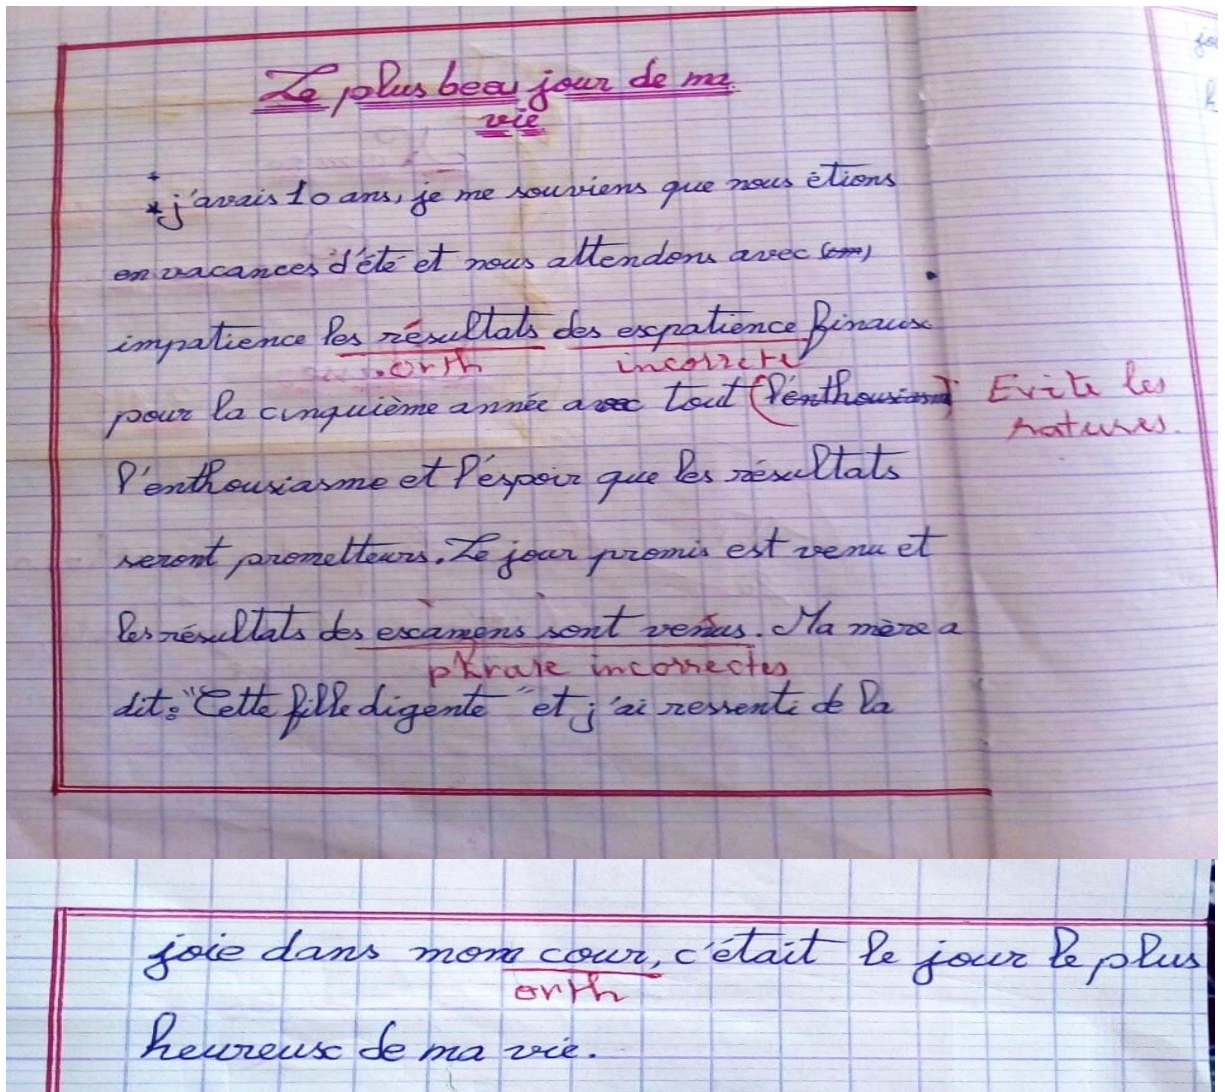 Le plus beau jour de ma
vie
* j'avais 10 ans, je me souviens que nous étions
en vacances d'été et nous attendons avec
impatience les résultats des expatience finaux
orth incorrecte
pour la cinquième année avec tout (l'enthousiasm) Evite les
ratures.
l'enthousiasme et l'éspoir que les résultats
seront prometteurs. Le jour promis est venu et
les résultats des examens sont venus. Ma mère a
phrase incorrectes
dit: "Cette fille digente" et j'ai ressenti de la
joie dans mon cour, c'était le jour le plus
orth
heureux de ma vie.